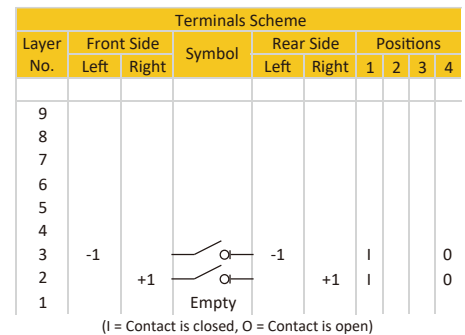 Terminals Scheme
Layer No. Front Side Symbol Rear Side Positions
Left Right Left Right 1 2 3 4
9
8
7
6
5
4
3 -1 -1 I 0
2 +1 +1 I 0
1 Empty
(I = Contact is closed, O = Contact is open)